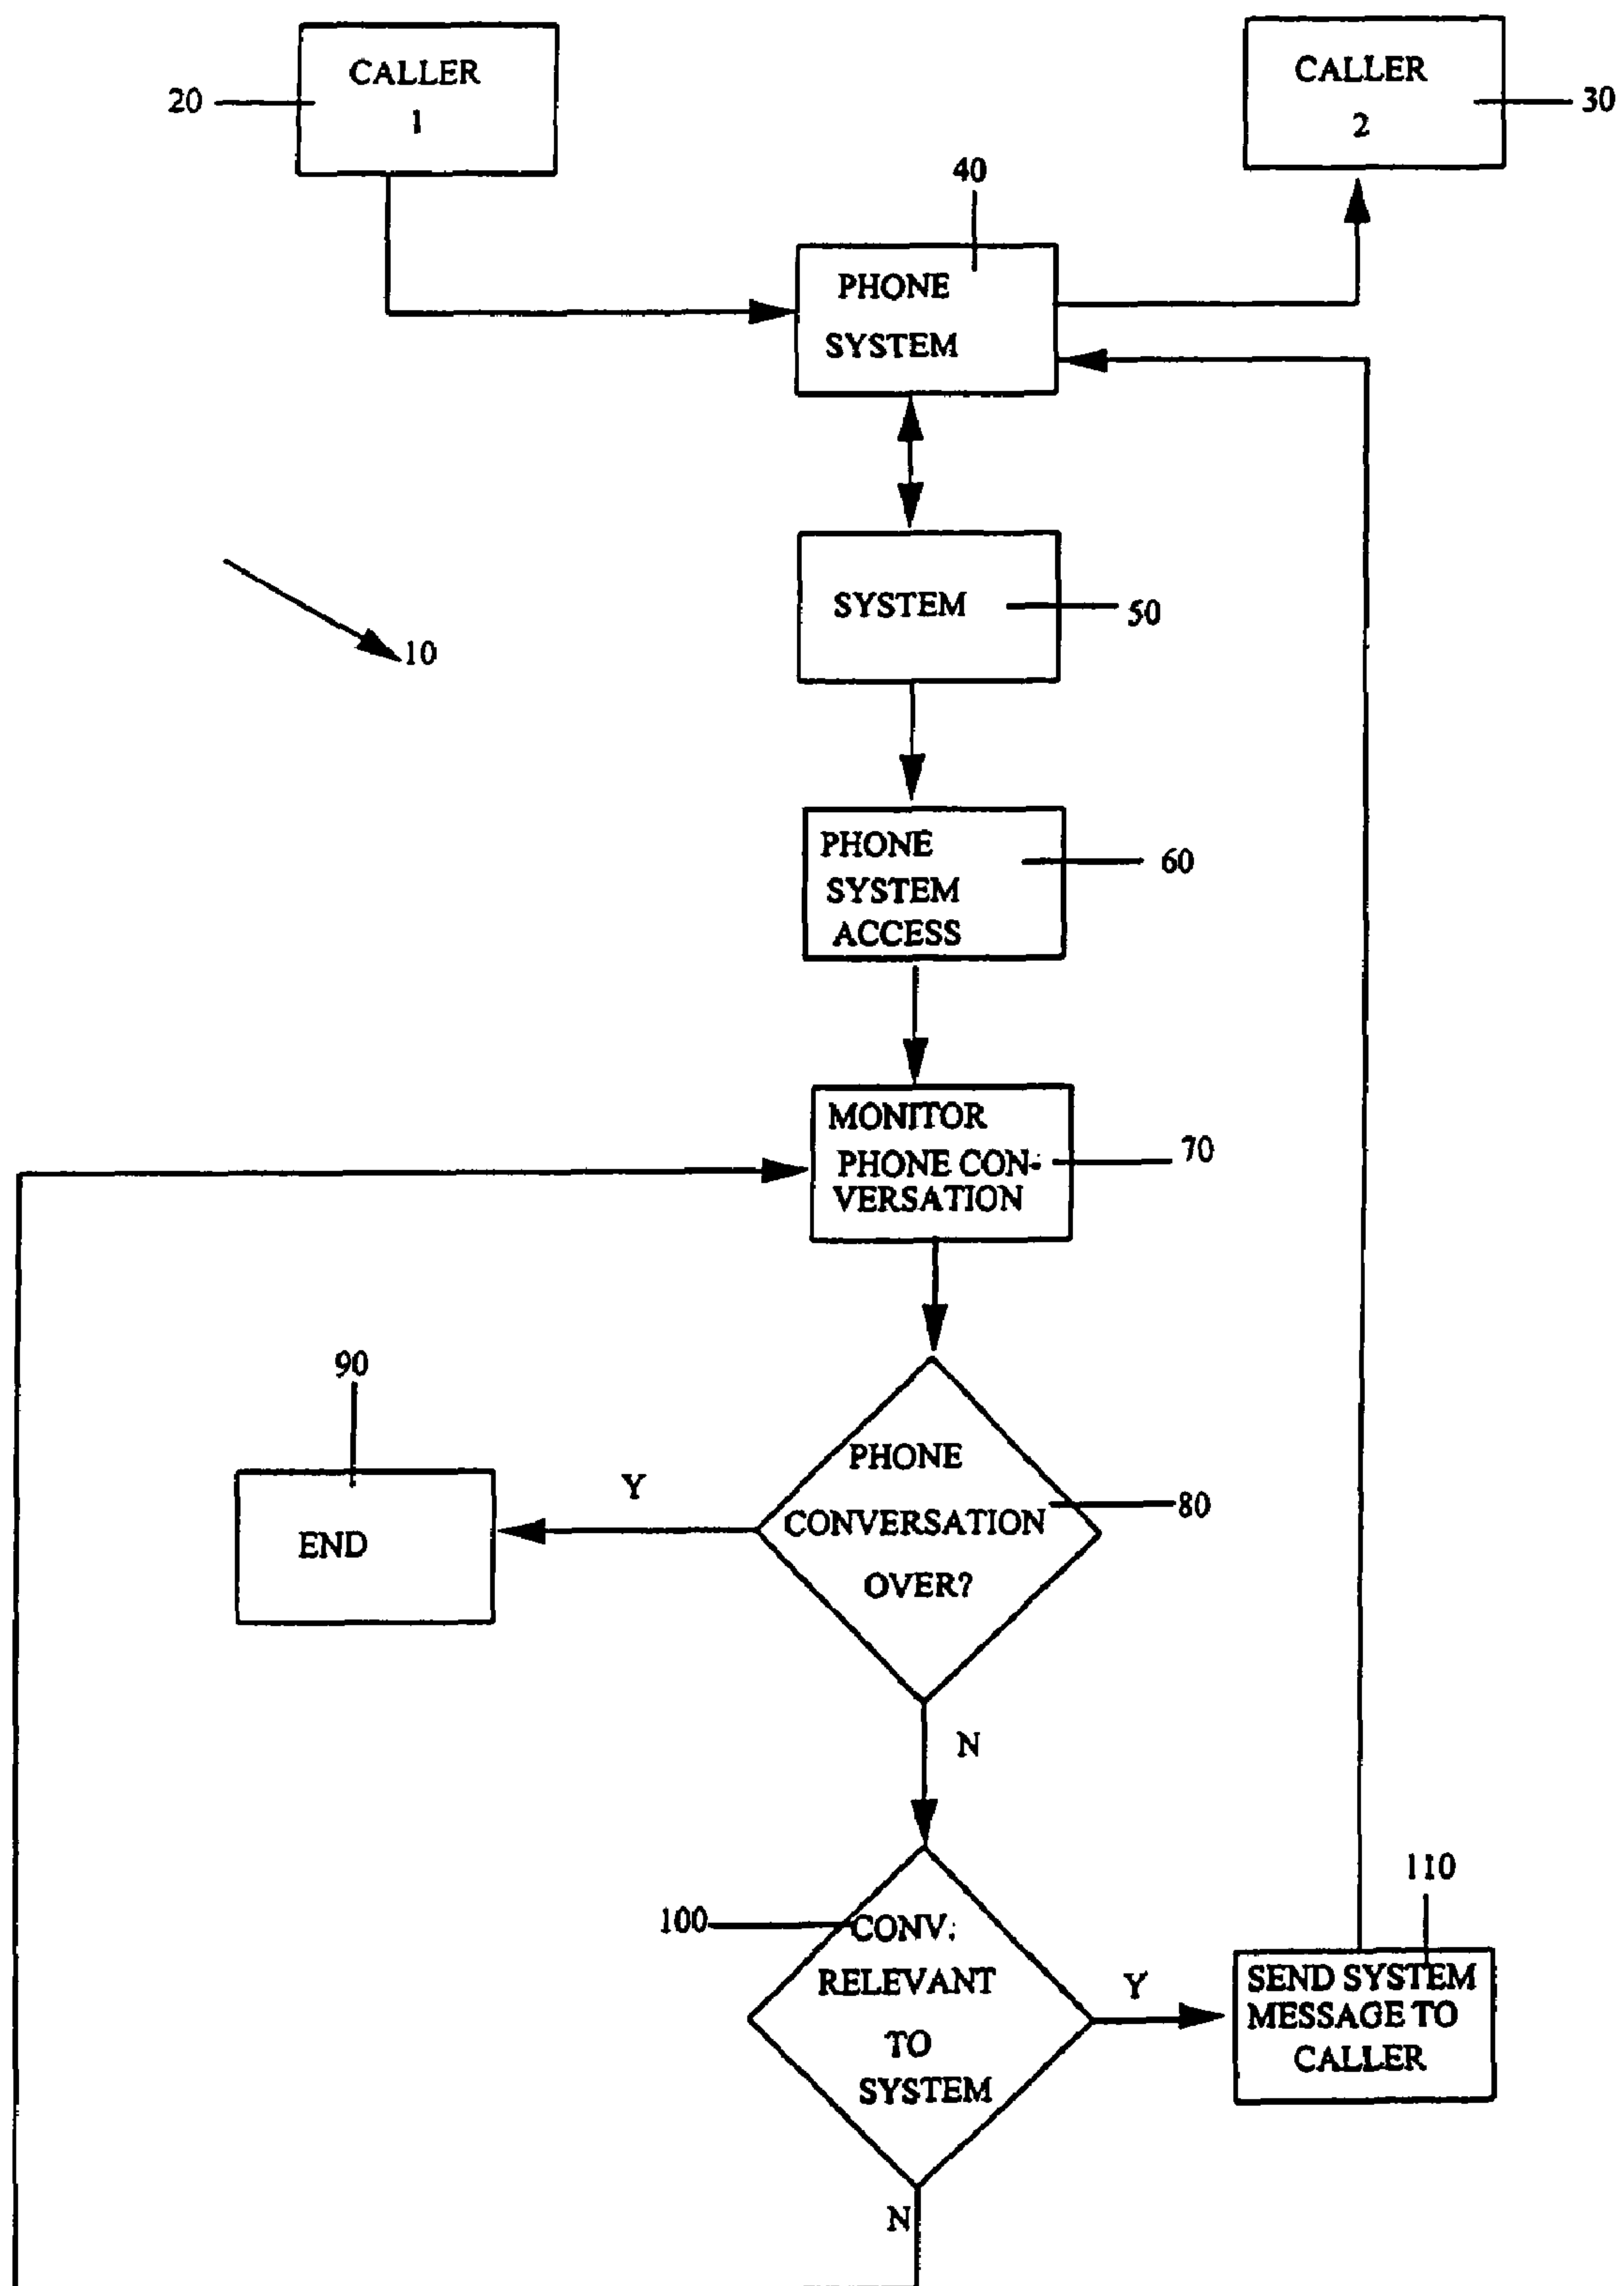 CALLER
1
20
CALLER
2
30
40
PHONE
SYSTEM
SYSTEM
50
10
PHONE
SYSTEM
ACCESS
60
MONITOR
PHONE CON-
VERSATION
70
90
END
Y
PHONE
CONVERSATION
OVER?
80
N
100
CONV.
RELEVANT
TO
SYSTEM
Y
110
SEND SYSTEM
MESSAGE TO
CALLER
N